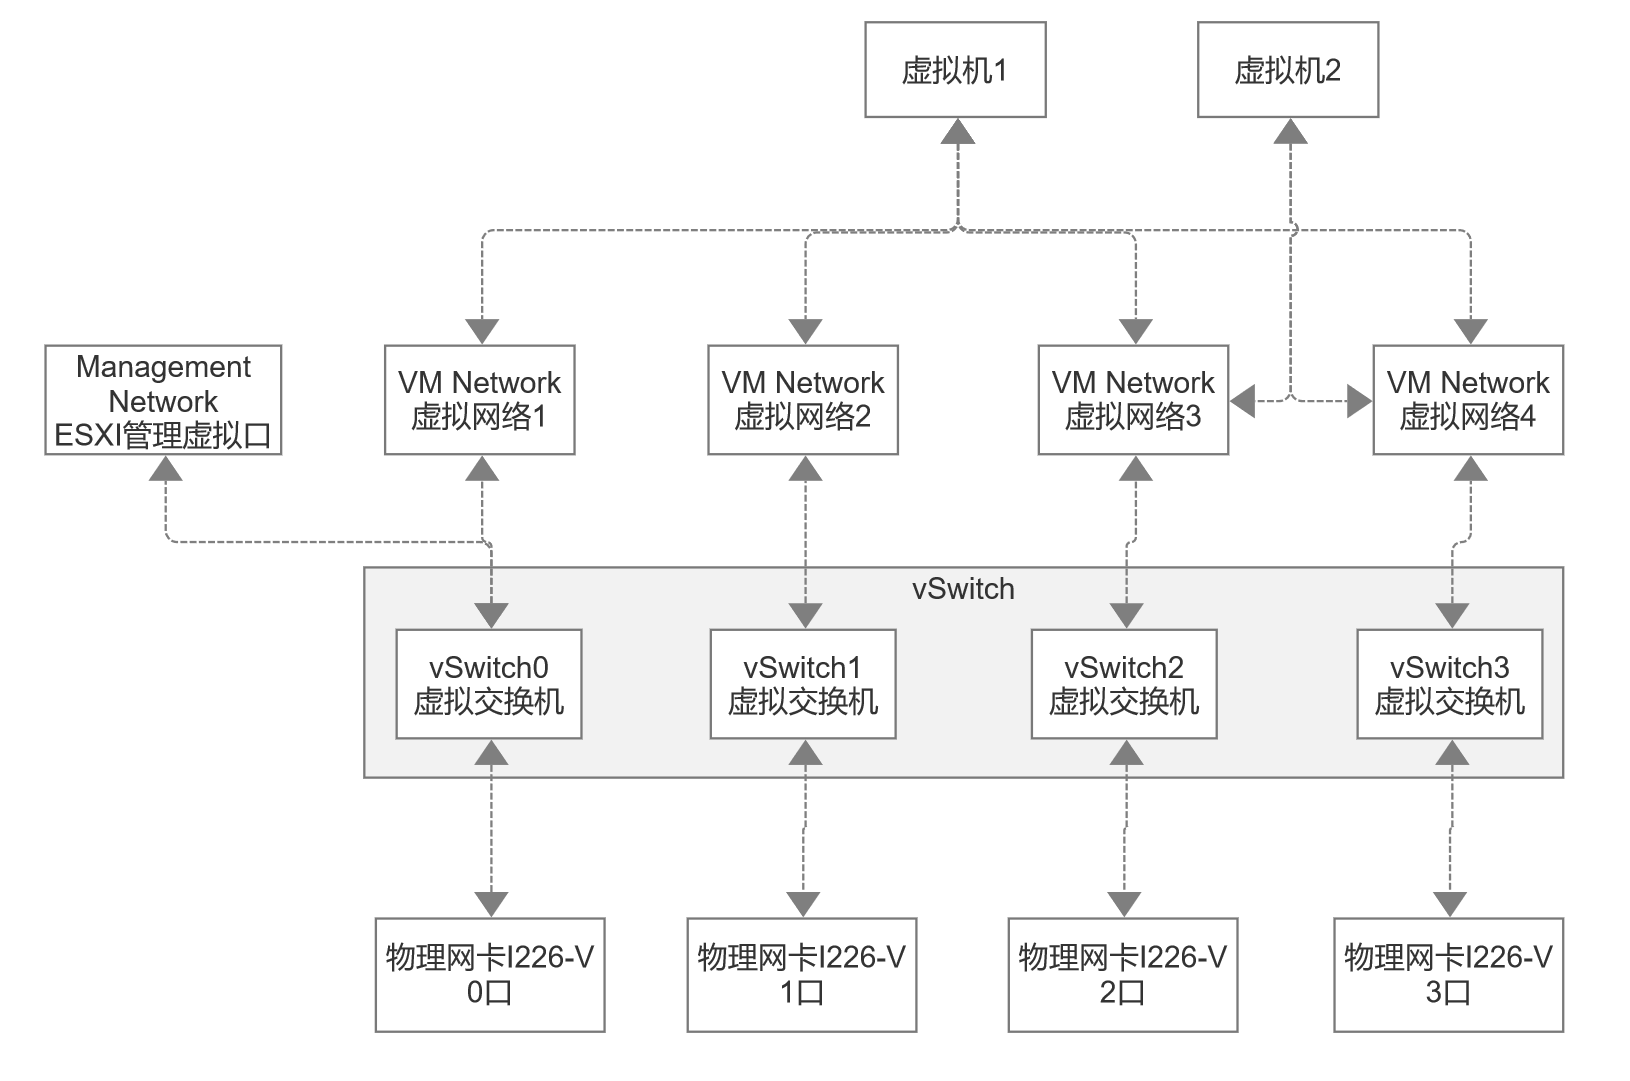 虚拟机1
虚拟机2
Management
Network
ESXI管理虚拟口
VM Network
虚拟网络1
VM Network
虚拟网络2
VM Network
虚拟网络3
VM Network
虚拟网络4
vSwitch
vSwitch0
虚拟交换机
vSwitch1
虚拟交换机
vSwitch2
虚拟交换机
vSwitch3
虚拟交换机
物理网卡I226-V
0口
物理网卡I226-V
1口
物理网卡I226-V
2口
物理网卡I226-V
3口